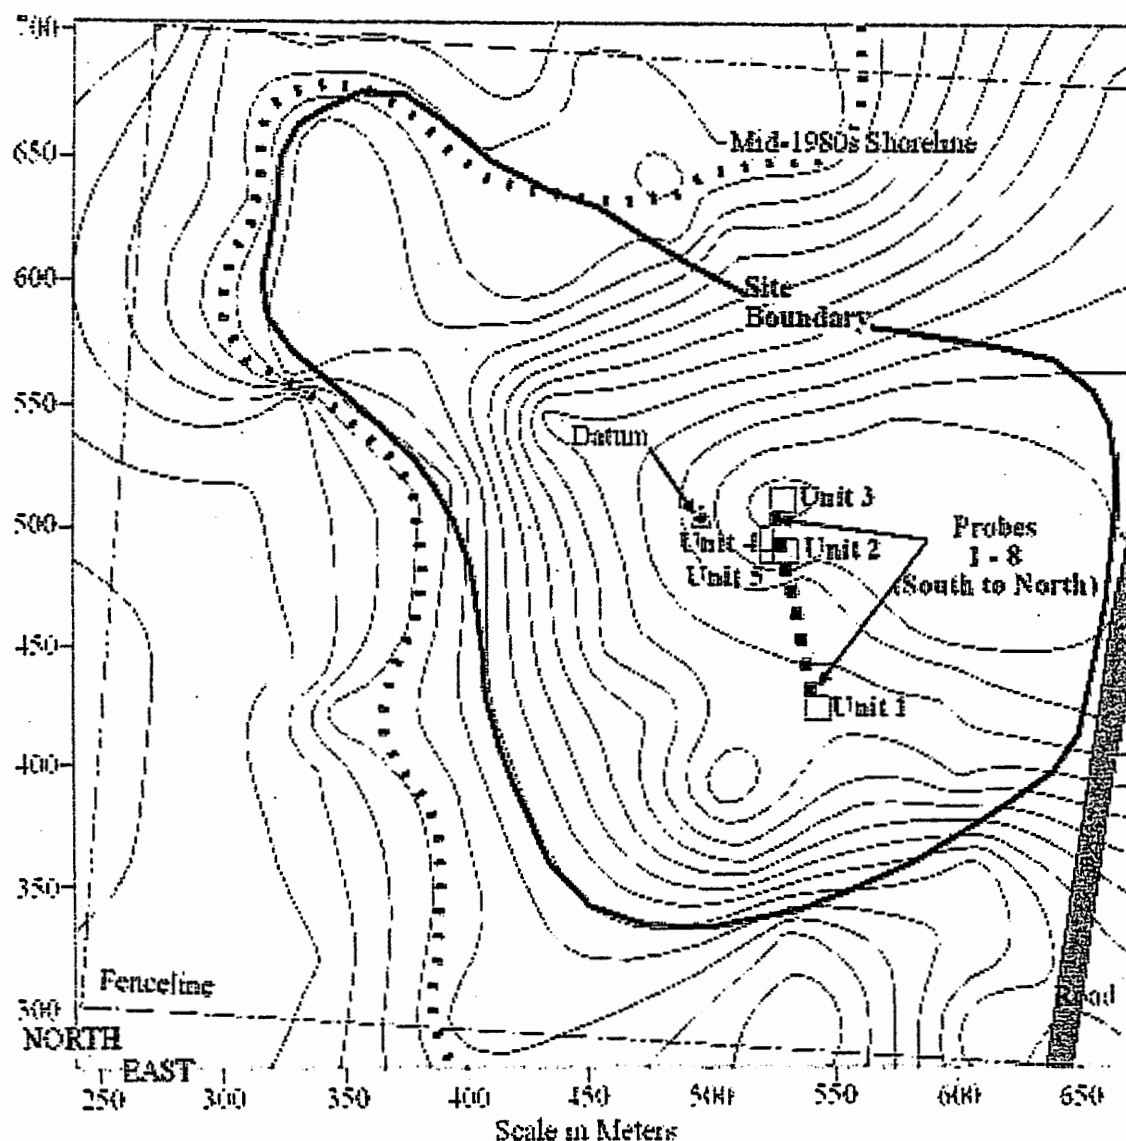 700
Mid-1980s Shoreline
650
600
Site
Boundary
550
Datum
Unit 3
500
Probes
Unit 4
Unit 2
1 - 8
Unit 5
(South to North)
450
Unit 1
400
350
Fenceline
300
Road
NORTH
EAST
250
300
350
400
450
500
550
600
650
Scale in Meters